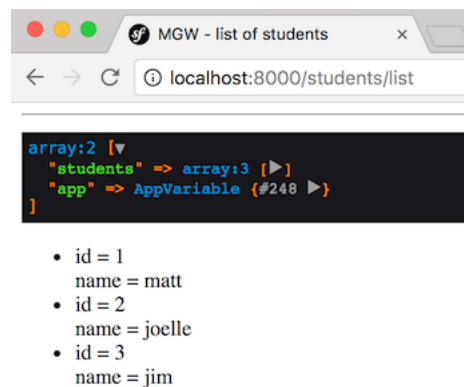 MGW - list of students
localhost:8000/students/list
array:2 [▼
"students" => array:3 [▶]
"app" => AppVariable {#248 ▶}
]
• id = 1
name = matt
• id = 2
name = joelle
• id = 3
name = jim